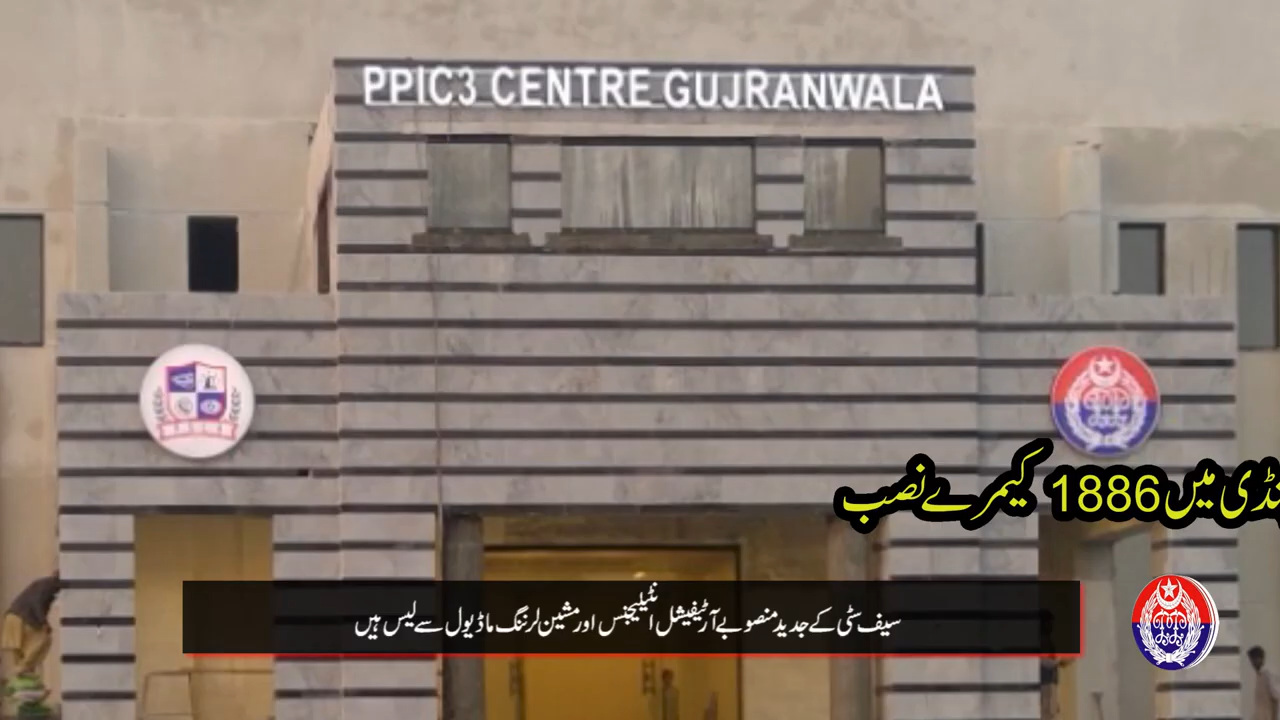 PPIC3 CENTRE GUJRANWALA
میں 1886 کیمرے نصب
سیف سٹی کے جدید منصوبے آرٹیفیشل انٹیلیجنس اور مشین لرننگ ماڈیول سے لیس ہیں